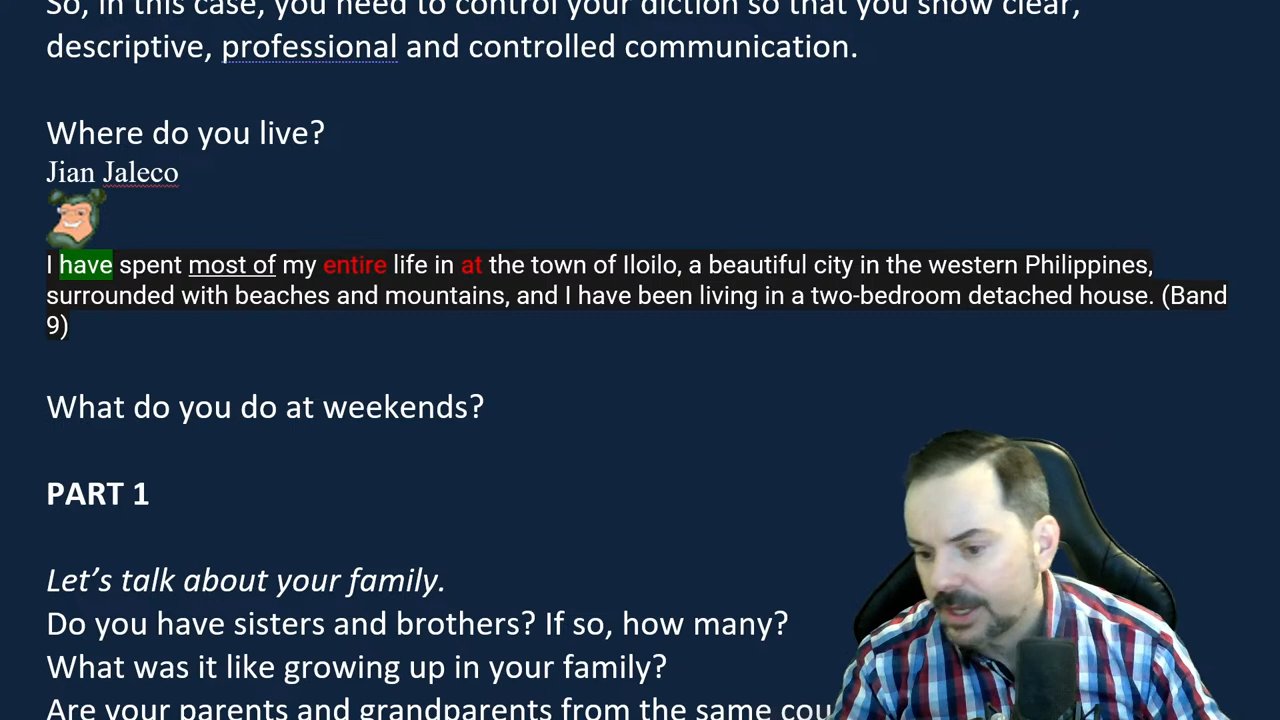 So, in this case, you need to control your diction so that you show clear,
descriptive, professional and controlled communication.
Where do you live?
Jian Jaleco
I have spent most of my entire life in at the town of Iloilo, a beautiful city in the western Philippines,
surrounded with beaches and mountains, and I have been living in a two-bedroom detached house. (Band
9)
What do you do at weekends?
PART 1
Let’s talk about your family.
Do you have sisters and brothers? If so, how many?
What was it like growing up in your family?
Are your parents and grandparents from the same